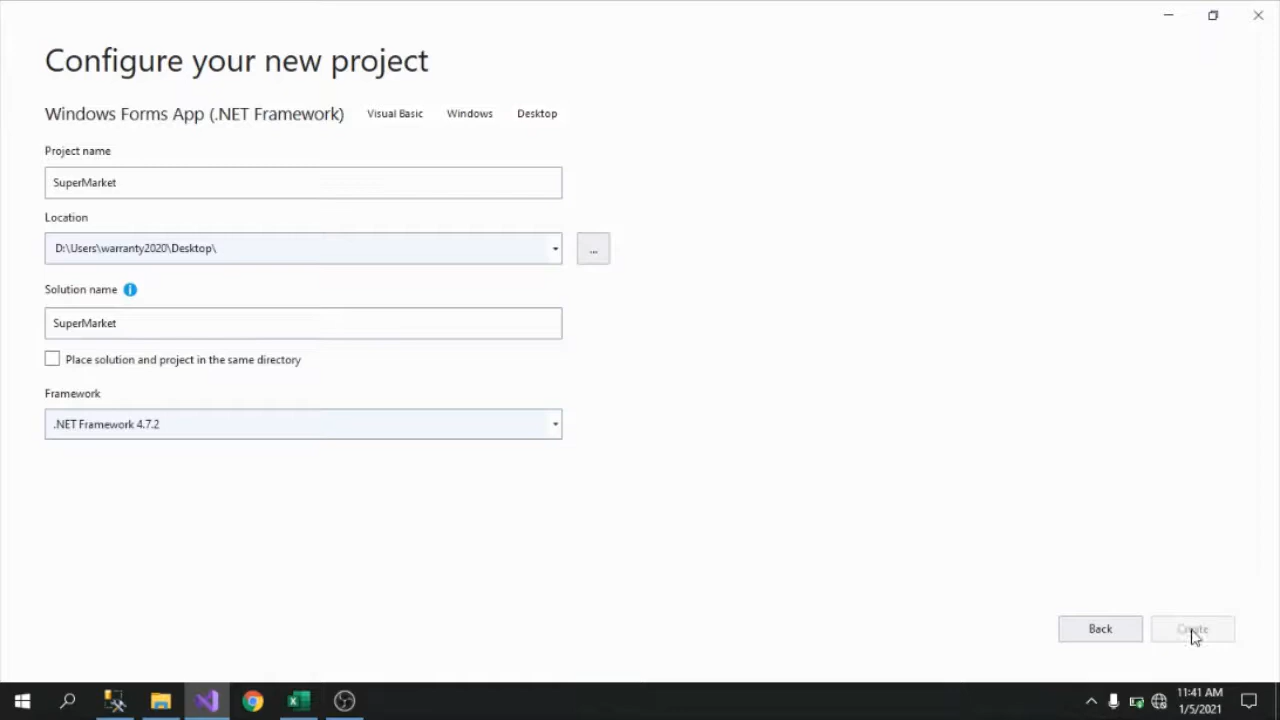 Configure your new project
Windows Forms App (.NET Framework) Visual Basic Windows Desktop
Project name
SuperMarket
Location
D:\Users\warranty2020\Desktop\
...
Solution name
SuperMarket
Place solution and project in the same directory
Framework
.NET Framework 4.7.2
Back
Create
11:41 AM
1/5/2021